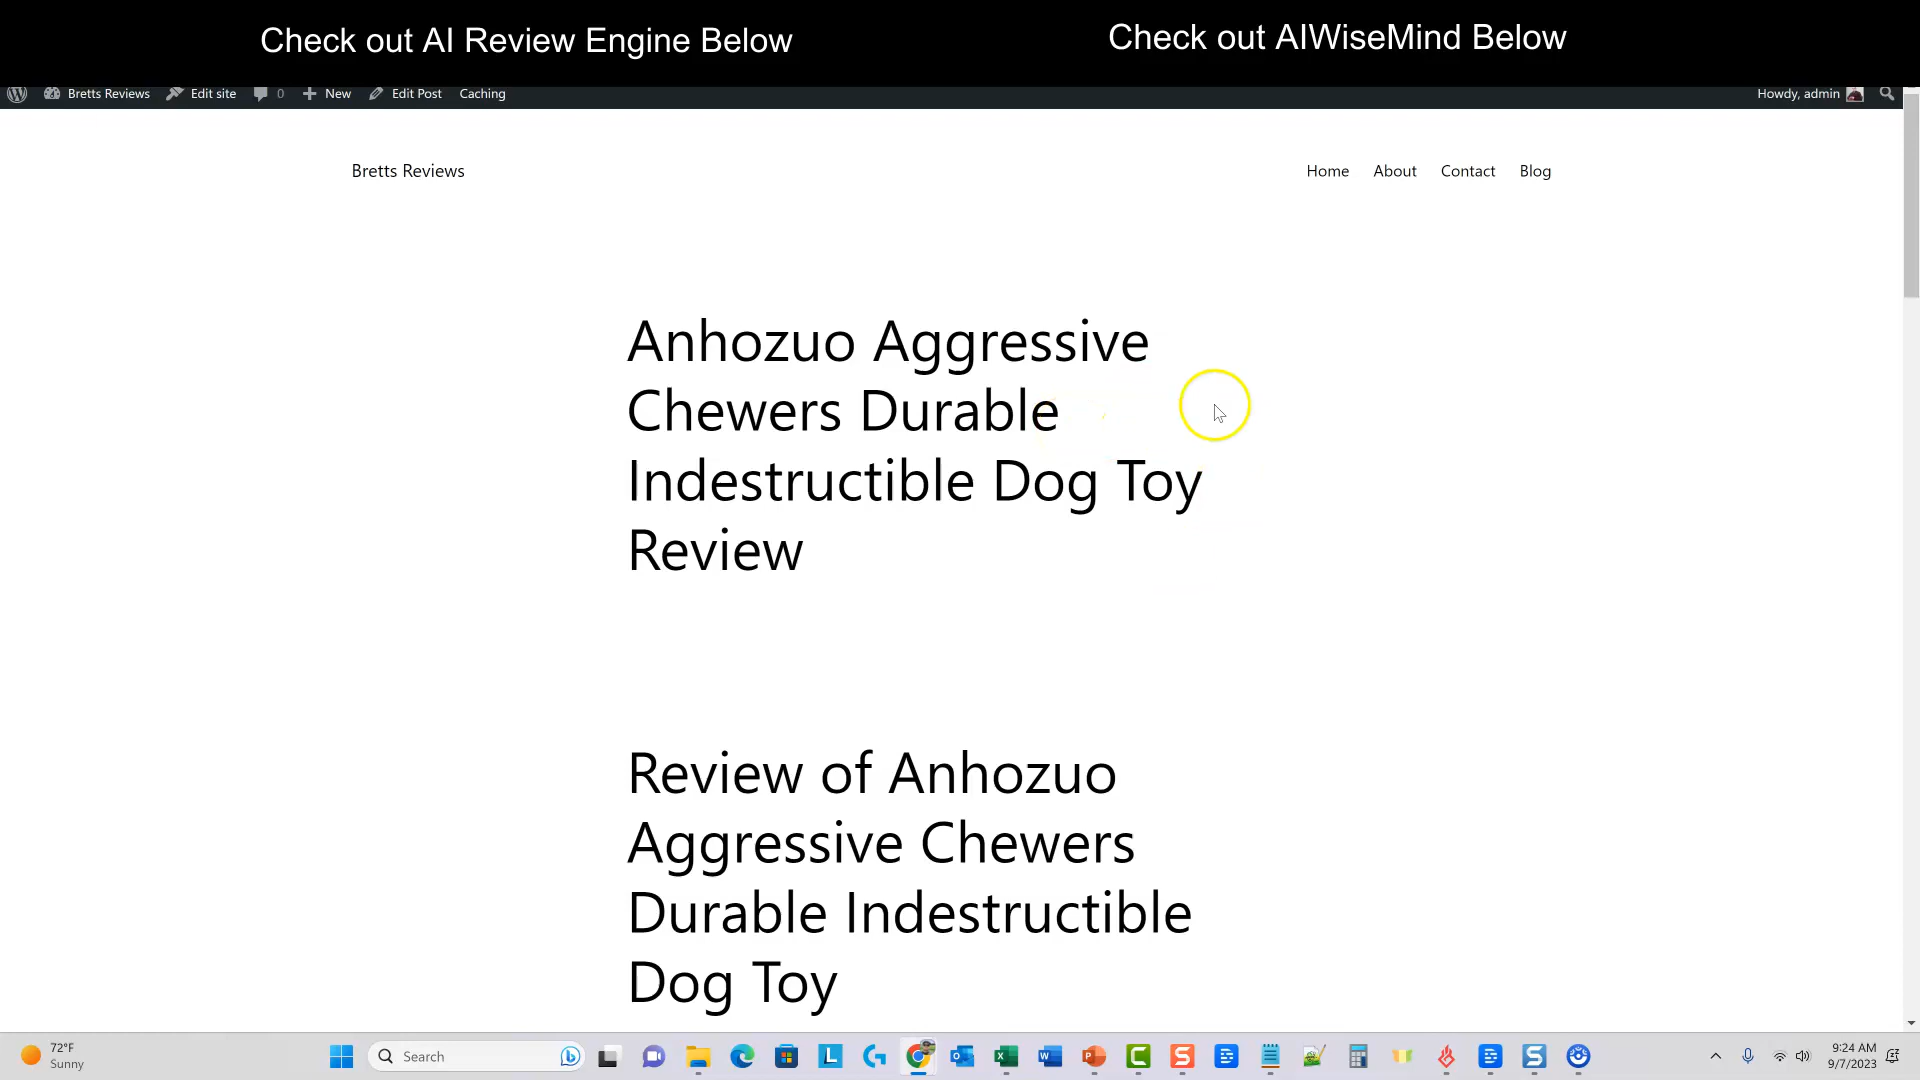 Check out AI Review Engine Below
Check out AIWiseMind Below
Bretts Reviews
Edit site
0
New
Edit Post
Caching
Howdy, admin
Bretts Reviews
Home
About
Contact
Blog
Anhozuo Aggressive
Chewers Durable
Indestructible Dog Toy
Review
Review of Anhozuo
Aggressive Chewers
Durable Indestructible
Dog Toy
72°F
Sunny
Search
9:24 AM
9/7/2023